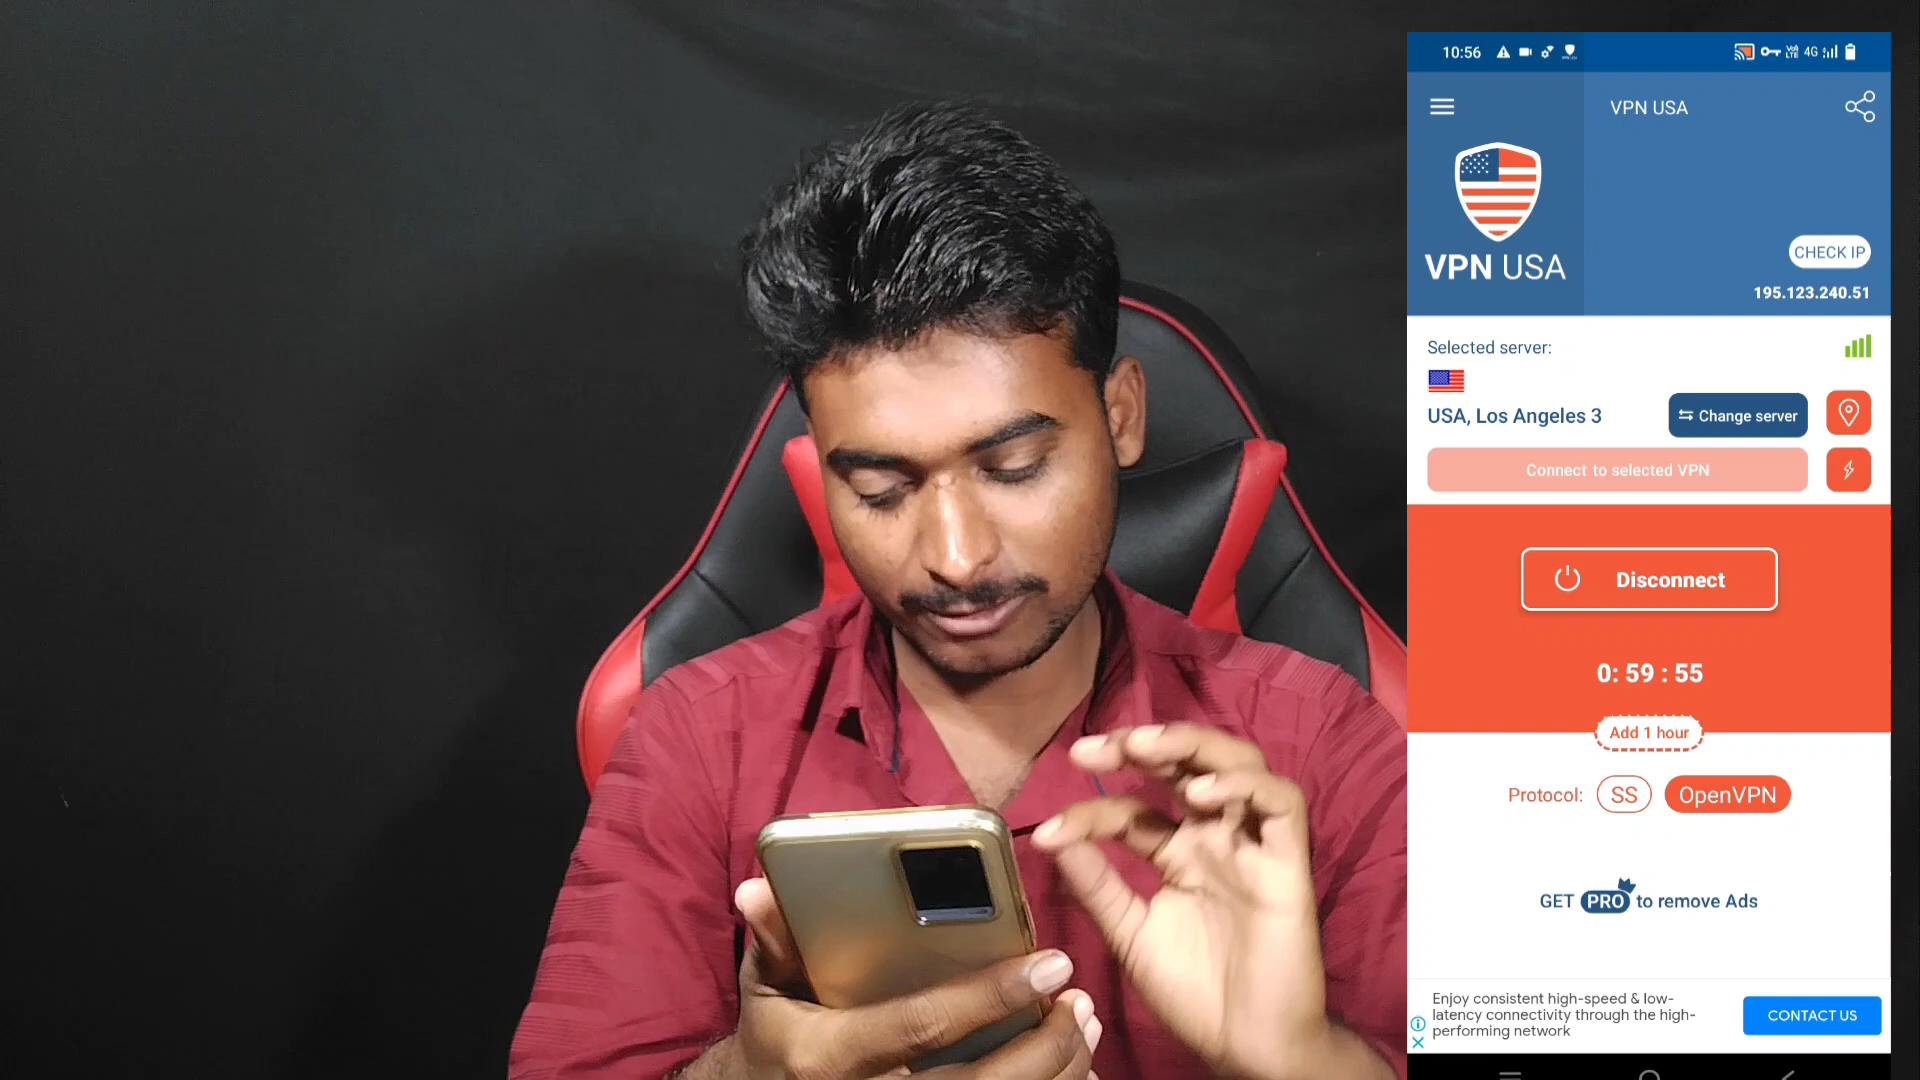 10:56
4G
VPN USA
VPN USA
CHECK IP
195.123.240.51
Selected server:
USA, Los Angeles 3
Change server
Connect to selected VPN
Disconnect
0: 59 : 55
Add 1 hour
Protocol: SS OpenVPN
GET PRO to remove Ads
Enjoy consistent high-speed & low-
latency connectivity through the high-
performing network
CONTACT US